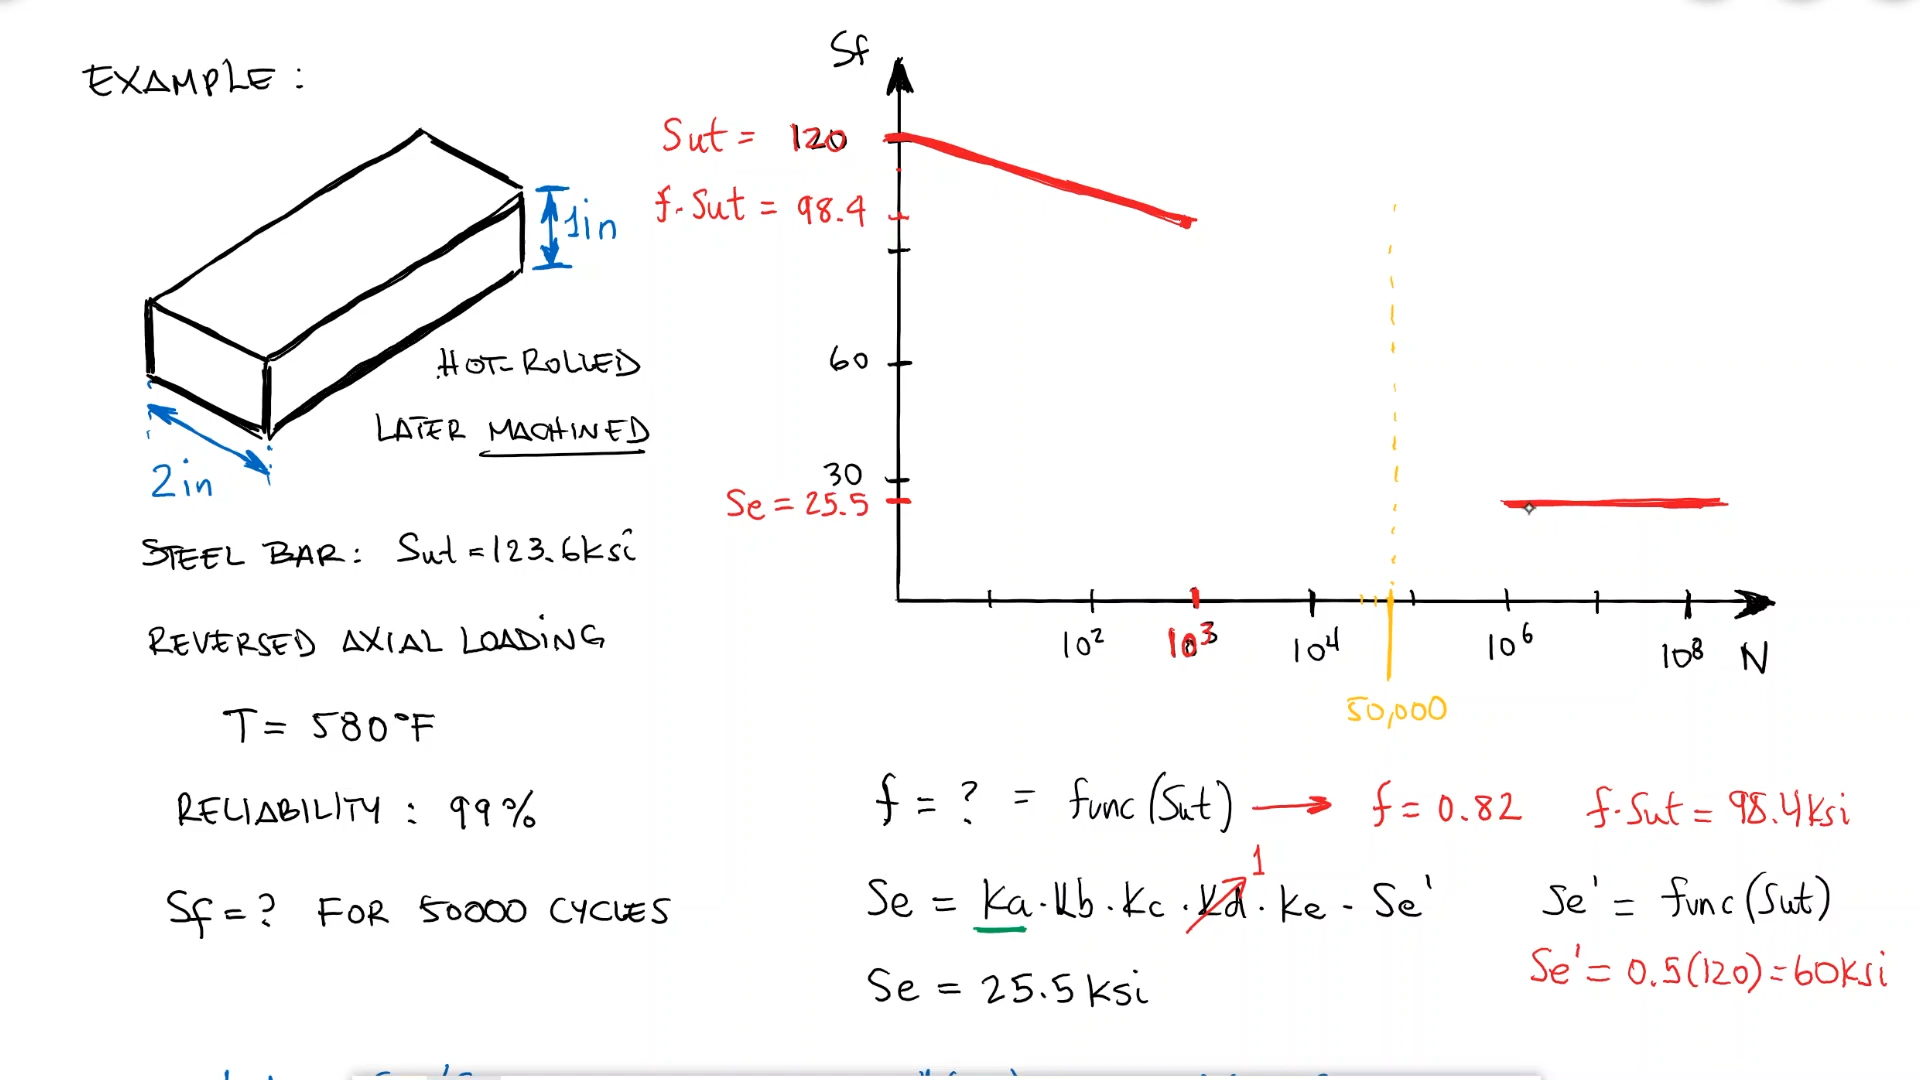 EXAMPLE :
1in
2in
HOT-ROLLED
LATER MACHINED
STEEL BAR: Sut = 123.6ksi
REVERSED AXIAL LOADING
T = 580°F
RELIABILITY : 99%
Sf = ? FOR 50000 CYCLES
Sf
Sut = 120
f.Sut = 98.4
60
30
Se = 25.5
10² 10³ 10⁴ 10⁶ 10⁸ N
50,000
f = ? = func(Sut) → f = 0.82 f.Sut = 98.4ksi
1
Se = Ka.Kb.Kc.Kd.Ke - Se' Se' = func(Sut)
Se' = 0.5(120) = 60ksi
Se = 25.5ksi